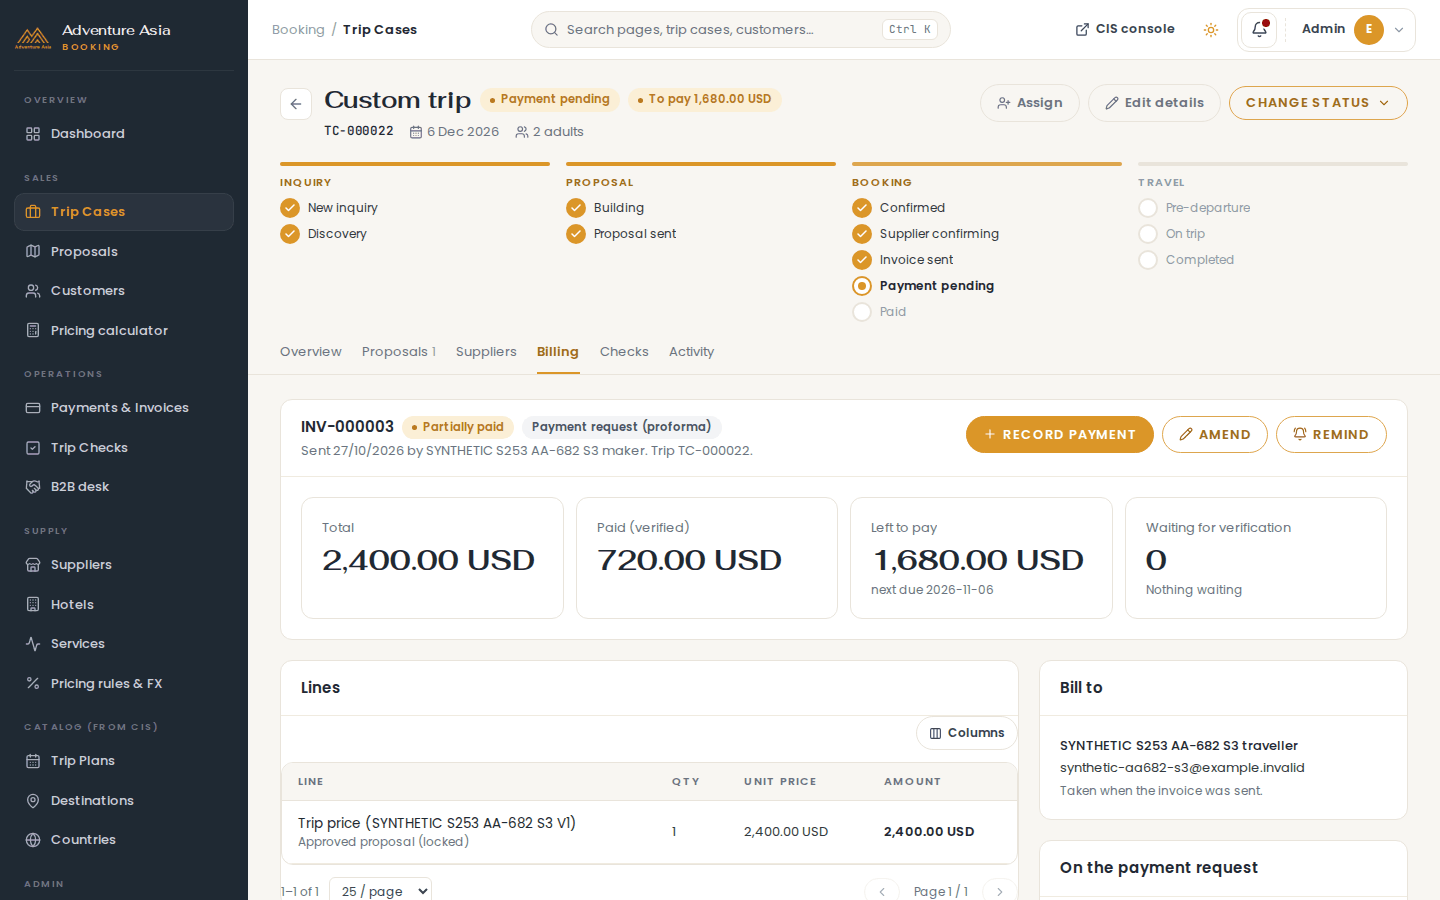 Adventure Asia
BOOKING
Adventure Asia
OVERVIEW
Dashboard
SALES
Trip Cases
Proposals
Customers
Pricing calculator
OPERATIONS
Payments & Invoices
Trip Checks
B2B desk
SUPPLY
Suppliers
Hotels
Services
Pricing rules & FX
CATALOG (FROM CIS)
Trip Plans
Destinations
Countries
ADMIN
Booking / Trip Cases
Search pages, trip cases, customers...
Ctrl K
CIS console
Admin
E
Custom trip
Payment pending
To pay 1,680.00 USD
TC-000022
6 Dec 2026
2 adults
Assign
Edit details
CHANGE STATUS
INQUIRY
New inquiry
Discovery
PROPOSAL
Building
Proposal sent
BOOKING
Confirmed
Supplier confirming
Invoice sent
Payment pending
Paid
TRAVEL
Pre-departure
On trip
Completed
Overview
Proposals 1
Suppliers
Billing
Checks
Activity
INV-000003
Partially paid
Payment request (proforma)
Sent 27/10/2026 by SYNTHETIC S253 AA-682 S3 maker. Trip TC-000022.
RECORD PAYMENT
AMEND
REMIND
Total
2,400.00 USD
Paid (verified)
720.00 USD
Left to pay
1,680.00 USD
next due 2026-11-06
Waiting for verification
0
Nothing waiting
Lines
Columns
LINE
QTY
UNIT PRICE
AMOUNT
Trip price (SYNTHETIC S253 AA-682 S3 V1)
Approved proposal (locked)
1
2,400.00 USD
2,400.00 USD
1–1 of 1
25 / page
Page 1 / 1
Bill to
SYNTHETIC S253 AA-682 S3 traveller
synthetic-aa682-s3@example.invalid
Taken when the invoice was sent.
On the payment request